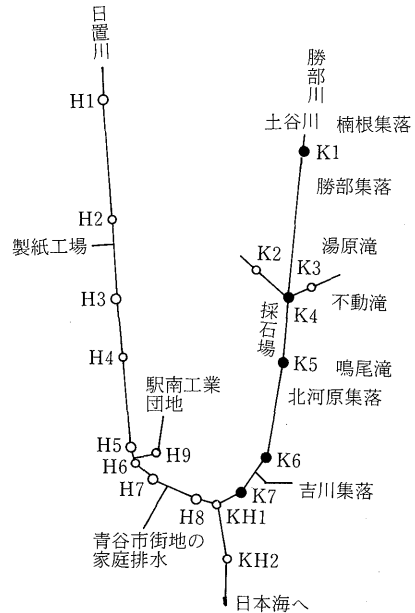 日置川
H1
H2
製紙工場
H3
H4
駅南工業
団地
H5
H9
H6
H7
H8
青谷市街地の
家庭排水
勝部川
土谷川
楠根集落
K1
勝部集落
湯原滝
K2
K3
不動滝
K4
採石場
K5
鳴尾滝
北河原集落
K6
吉川集落
K7
KH1
KH2
日本海へ